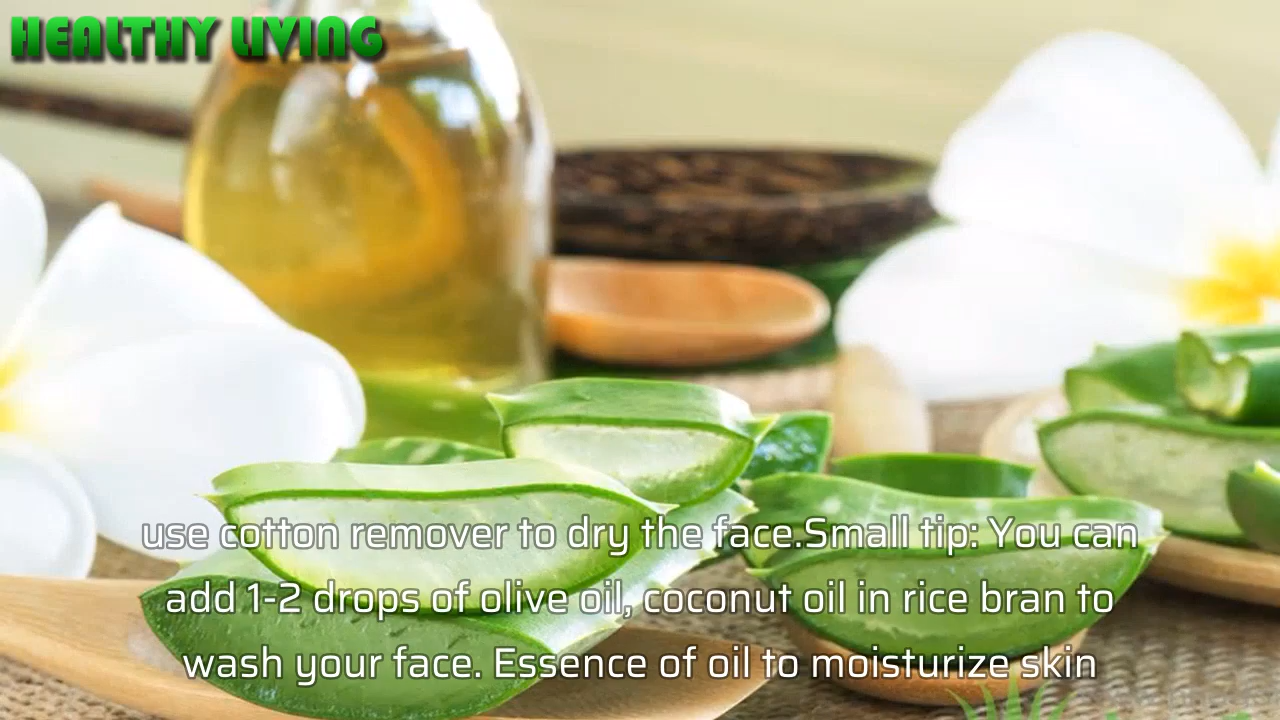 HEALTHY LIVING
use cotton remover to dry the face.Small tip: You can
add 1-2 drops of olive oil, coconut oil in rice bran to
wash your face. Essence of oil to moisturize skin